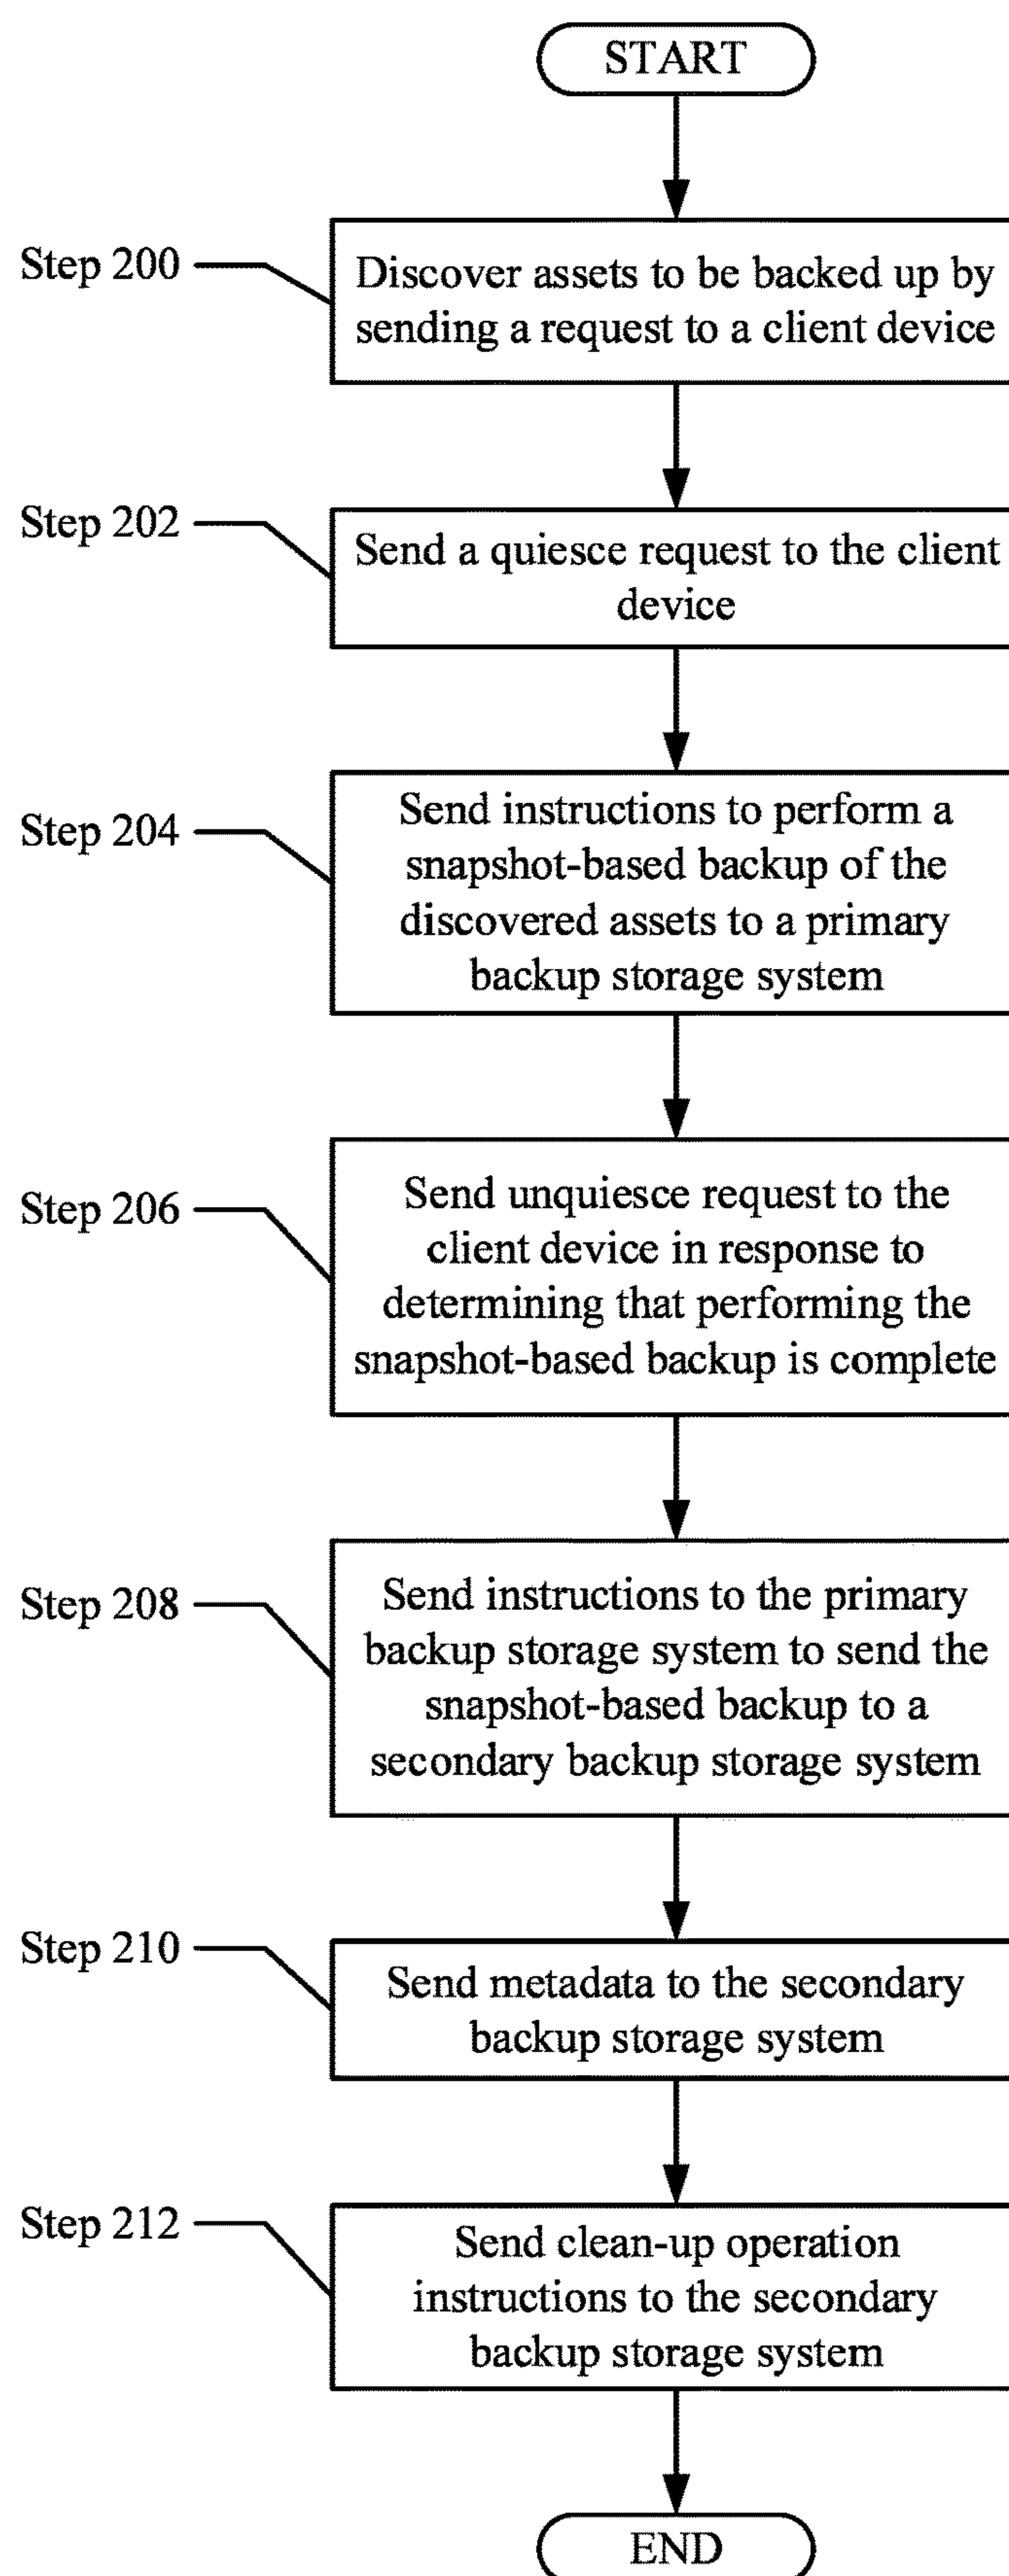 START
Step 200
Discover assets to be backed up by
sending a request to a client device
Step 202
Send a quiesce request to the client
device
Step 204
Send instructions to perform a
snapshot-based backup of the
discovered assets to a primary
backup storage system
Step 206
Send unquiesce request to the
client device in response to
determining that performing the
snapshot-based backup is complete
Step 208
Send instructions to the primary
backup storage system to send the
snapshot-based backup to a
secondary backup storage system
Step 210
Send metadata to the secondary
backup storage system
Step 212
Send clean-up operation
instructions to the secondary
backup storage system
END